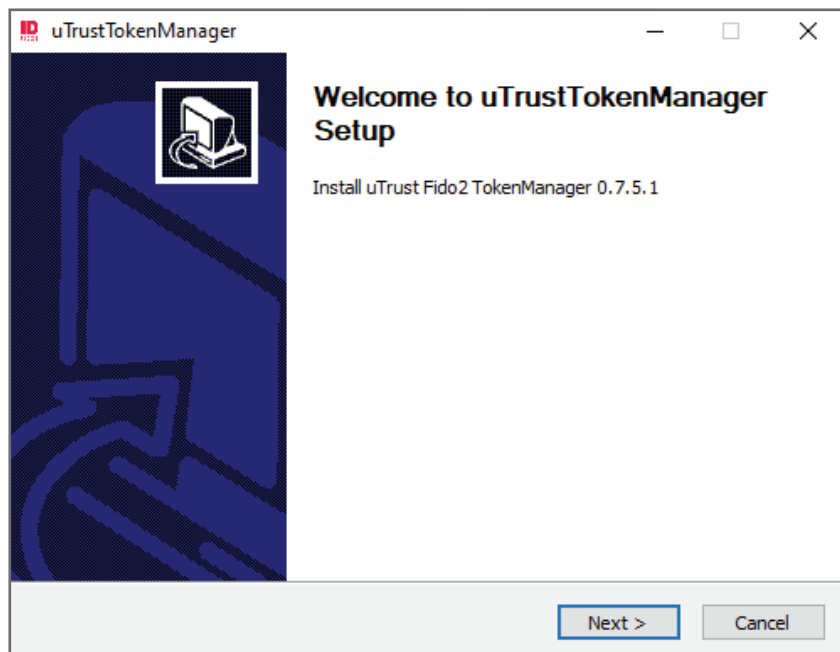 uTrustTokenManager
Welcome to uTrustTokenManager
Setup
Install uTrust Fido2 TokenManager 0.7.5.1
Next >
Cancel